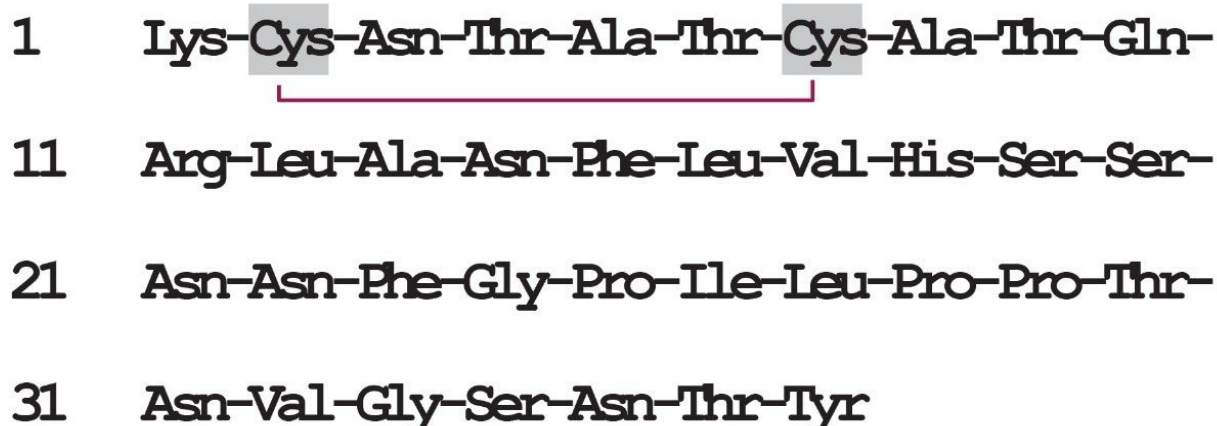 1 Lys-Cys-Asn-Thr-Ala-Thr-Cys-Ala-Thr-Gln-
11 Arg-Leu-Ala-Asn-Phe-Leu-Val-His-Ser-Ser-
21 Asn-Asn-Phe-Gly-Pro-Ile-Leu-Pro-Pro-Thr-
31 Asn-Val-Gly-Ser-Asn-Thr-Tyr